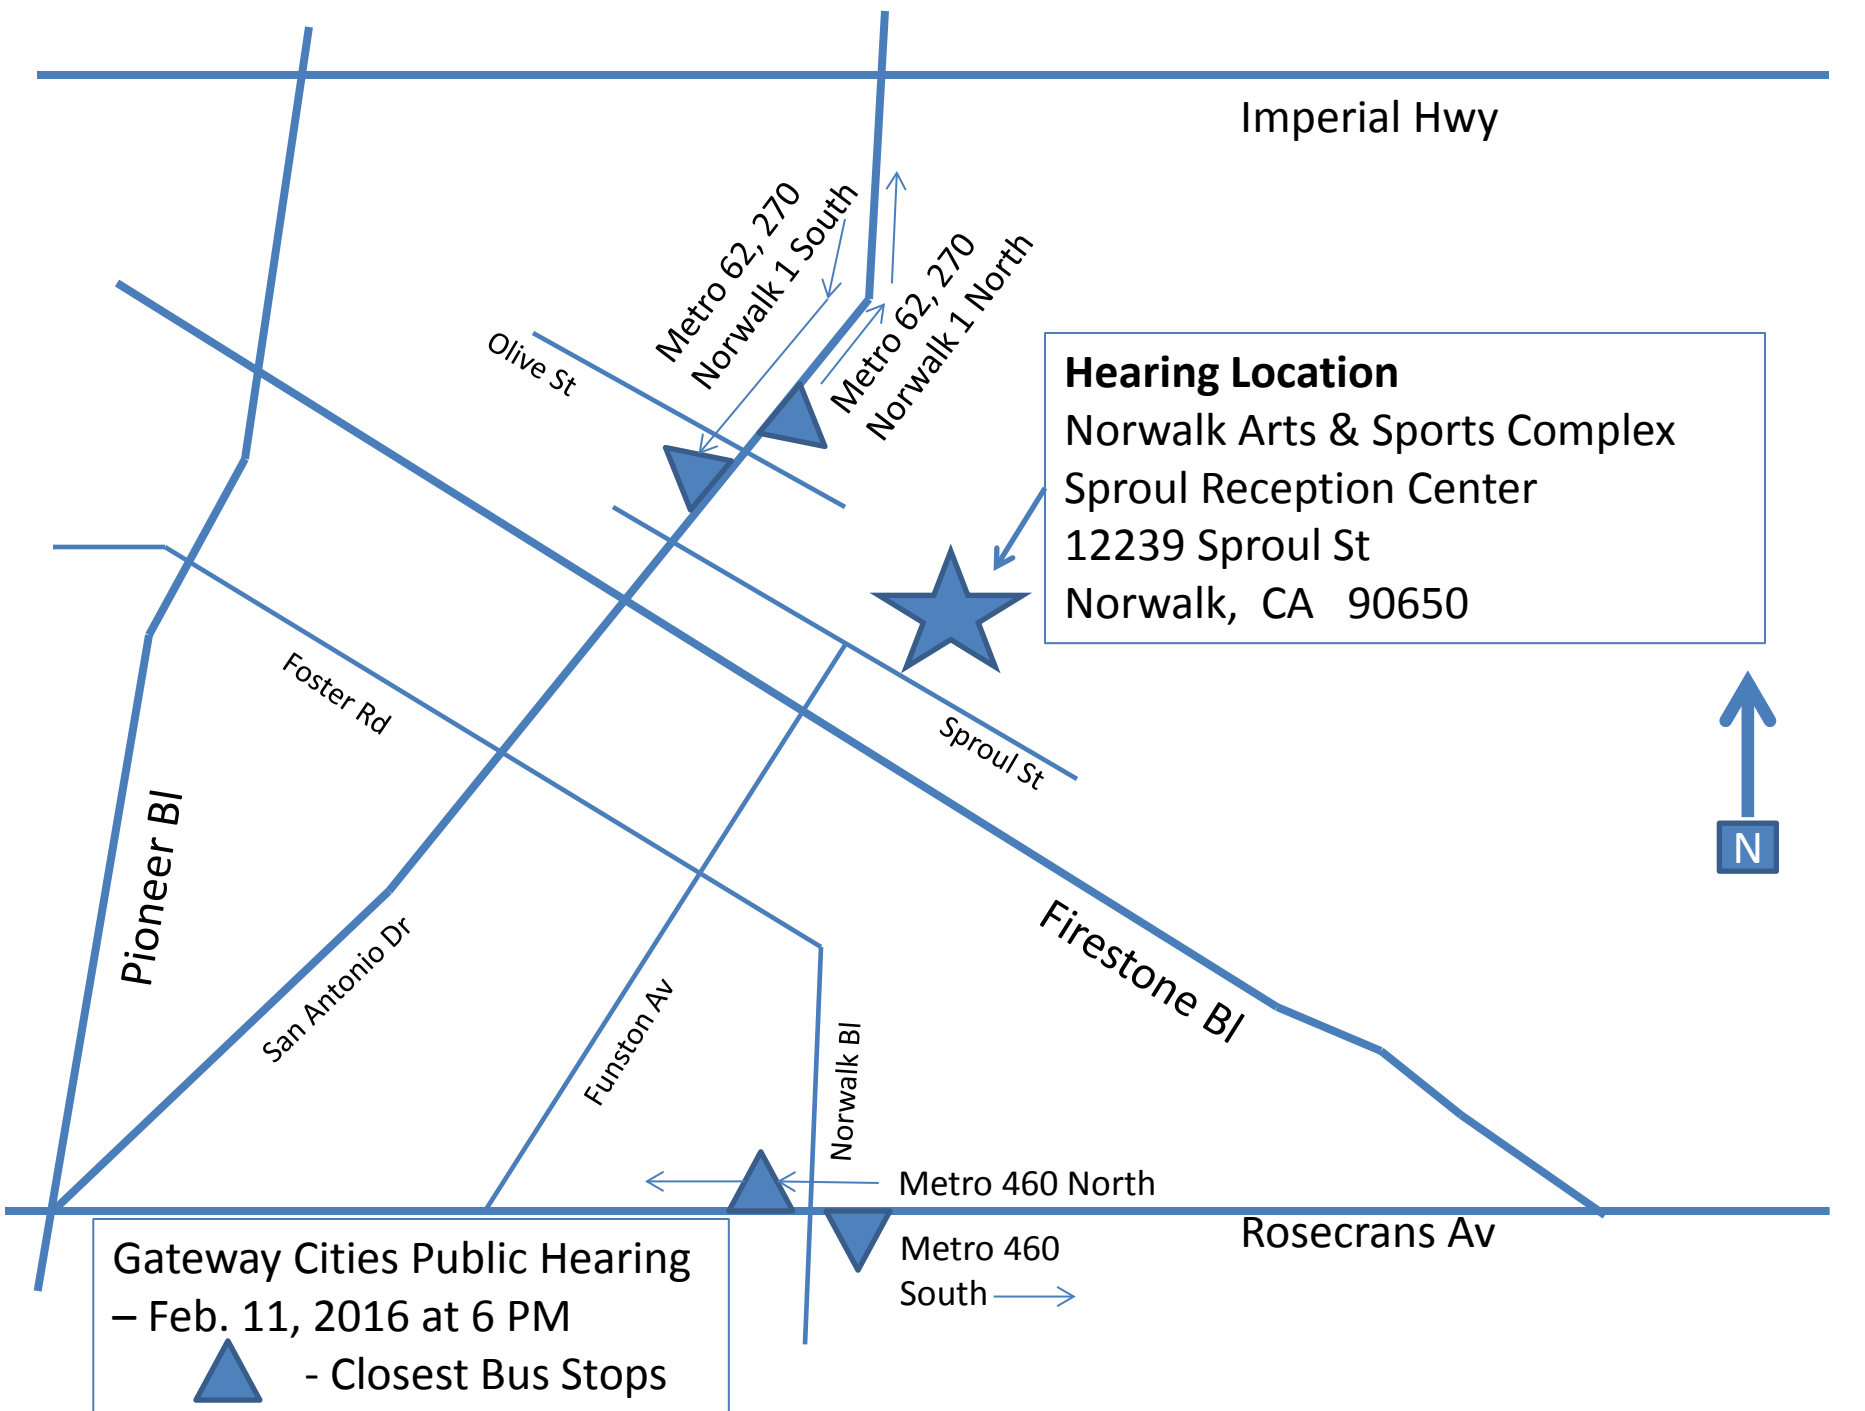 Imperial Hwy
Metro 62, 270
Norwalk 1 South
Metro 62, 270
Norwalk 1 North
Olive St
Hearing Location
Norwalk Arts & Sports Complex
Sproul Reception Center
12239 Sproul St
Norwalk, CA 90650
Foster Rd
Sproul St
N
Pioneer Bl
San Antonio Dr
Funston Av
Norwalk Bl
Firestone Bl
Metro 460 North
Rosecrans Av
Metro 460
South
Gateway Cities Public Hearing
– Feb. 11, 2016 at 6 PM
- Closest Bus Stops